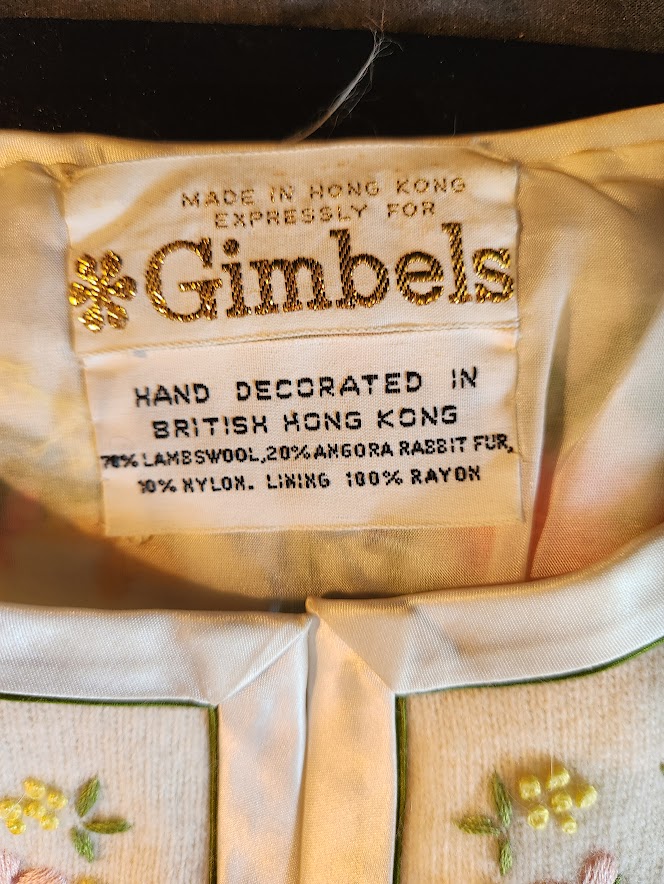 MADE IN HONG KONG
EXPRESSLY FOR
Gimbels
HAND DECORATED IN
BRITISH HONG KONG
70% LAMBSWOOL, 20% ANGORA RABBIT FUR,
10% NYLON. LINING 100% RAYON